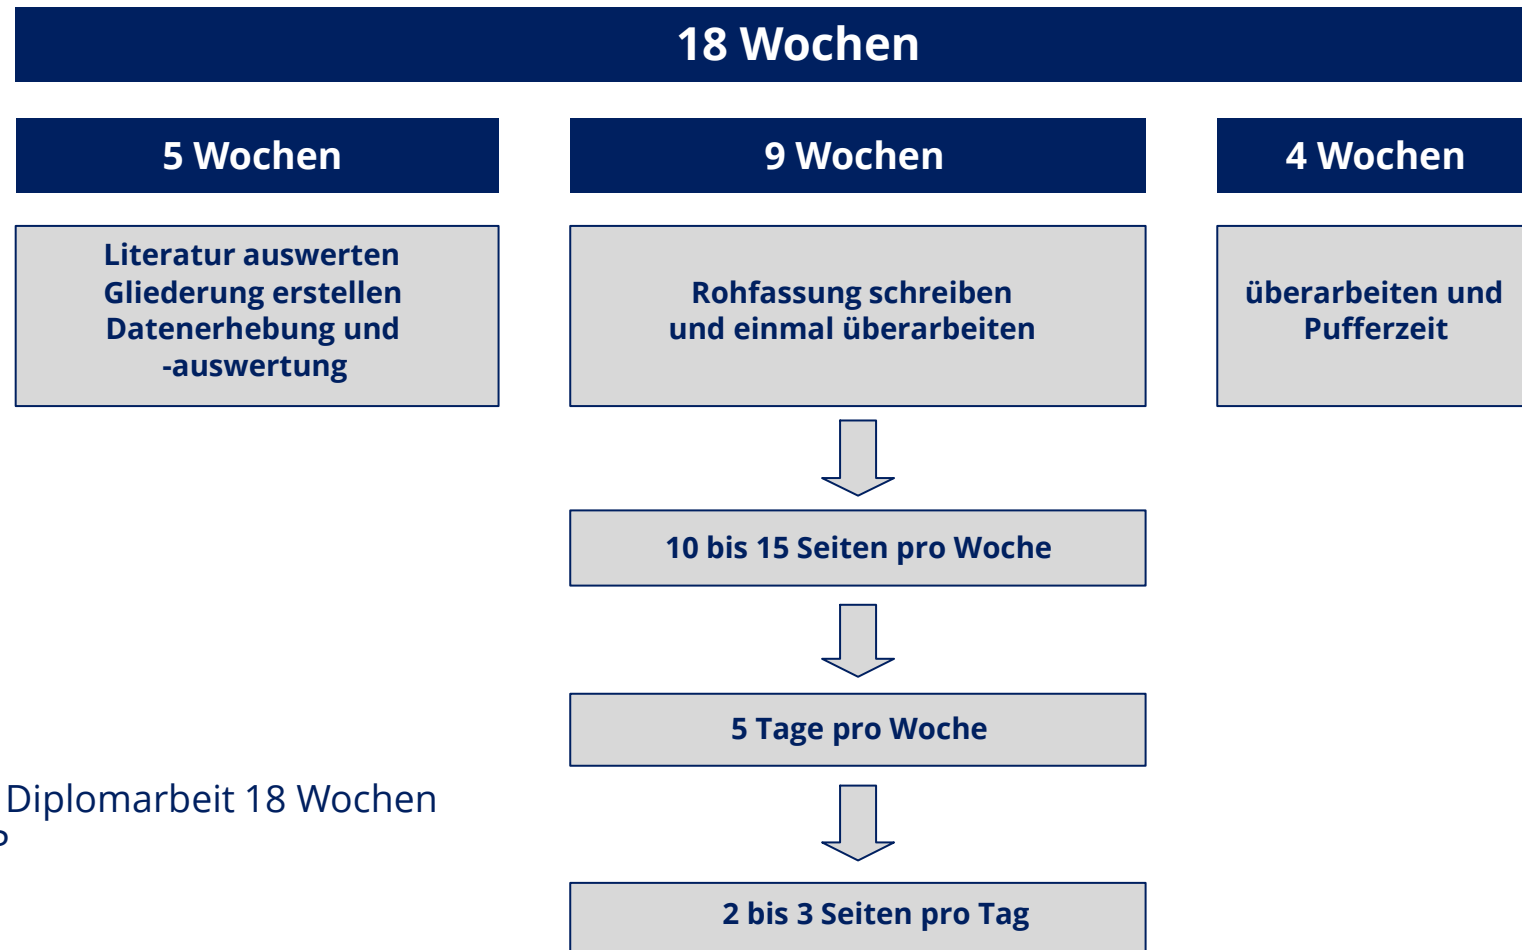 18 Wochen
5 Wochen
9 Wochen
4 Wochen
Literatur auswerten
Gliederung erstellen
Datenerhebung und
-auswertung
Rohfassung schreiben
und einmal überarbeiten
überarbeiten und
Pufferzeit
10 bis 15 Seiten pro Woche
5 Tage pro Woche
Diplomarbeit 18 Wochen
2 bis 3 Seiten pro Tag